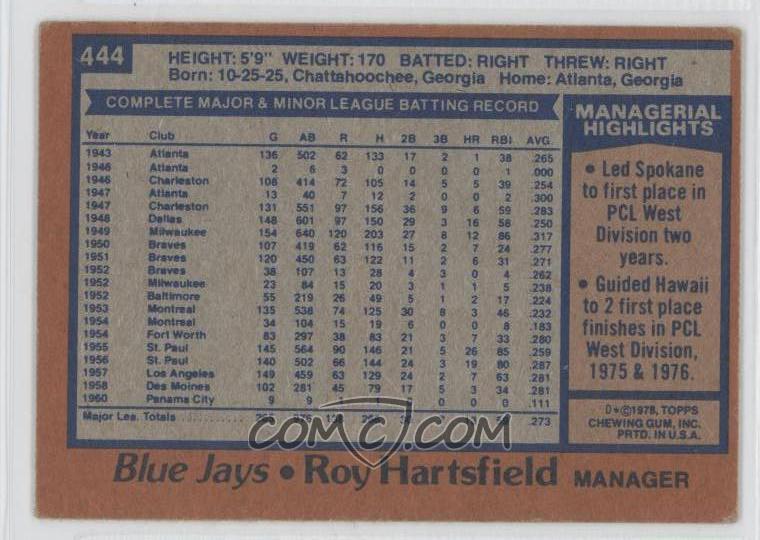 444
HEIGHT: 5'9" WEIGHT: 170 BATTED: RIGHT THREW: RIGHT
Born: 10-25-25, Chattahoochee, Georgia Home: Atlanta, Georgia
COMPLETE MAJOR & MINOR LEAGUE BATTING RECORD
Year Club G AB R H 2B 3B HR RBI AVG.
1943 Atlanta 136 502 62 133 17 2 1 38 .265
1946 Atlanta 2 6 3 0 0 0 0 1 .000
1946 Charleston 108 414 72 105 14 5 5 39 .254
1947 Atlanta 13 40 7 12 2 0 0 2 .300
1947 Charleston 131 551 97 156 36 9 6 59 .283
1948 Dallas 148 601 97 150 29 3 16 58 .250
1949 Milwaukee 154 640 120 203 27 8 12 86 .317
1950 Braves 107 419 62 116 15 2 7 24 .277
1951 Braves 120 450 63 122 11 2 6 31 .271
1952 Braves 38 107 13 28 4 3 0 4 .262
1952 Milwaukee 23 84 15 20 3 1 1 5 .238
1952 Baltimore 55 219 26 49 5 1 2 17 .224
1953 Montreal 135 538 74 125 30 8 3 46 .232
1954 Montreal 34 104 15 19 6 0 0 8 .183
1954 Fort Worth 83 297 38 83 21 3 7 33 .280
1955 St. Paul 145 564 90 146 21 5 26 85 .259
1956 St. Paul 140 502 66 144 24 3 19 80 .287
1957 Los Angeles 149 459 63 129 24 2 7 63 .281
1958 Des Moines 102 281 45 79 17 5 3 34 .281
1960 Panama City 9 9 1 0 0 0 .111
Major Lea. Totals .273
MANAGERIAL
HIGHLIGHTS
• Led Spokane
to first place in
PCL West
Division two
years.
• Guided Hawaii
to 2 first place
finishes in PCL
West Division,
1975 & 1976.
D*©1978, TOPPS
CHEWING GUM, INC.
PRTD. IN U.S.A.
COMC.COM
Blue Jays • Roy Hartsfield MANAGER